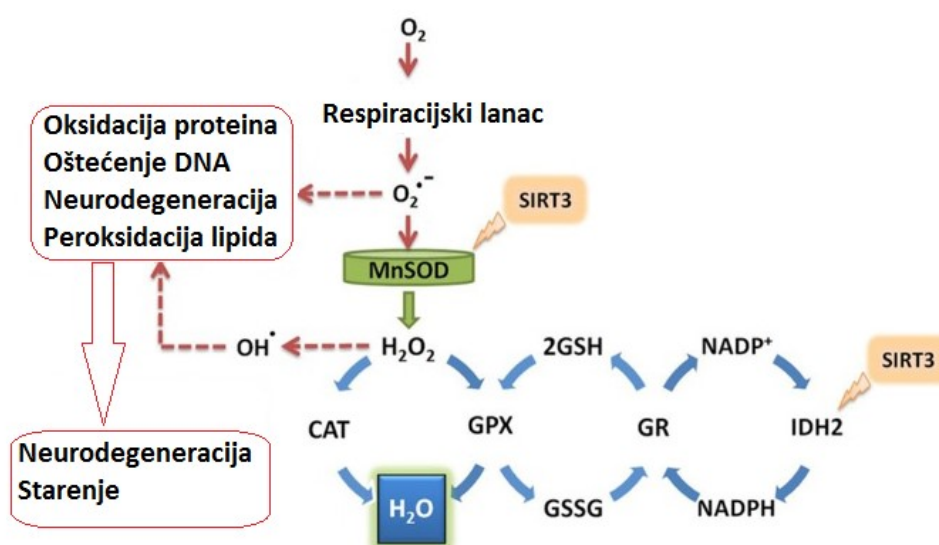 O₂
Respiracijski lanac
Oksidacija proteina
Oštećenje DNA
Neurodegeneracija
Peroksidacija lipida
O₂•⁻
SIRT3
MnSOD
OH•
H₂O₂
2GSH
NADP⁺
SIRT3
CAT
GPX
GR
IDH2
Neurodegeneracija
Starenje
H₂O
GSSG
NADPH